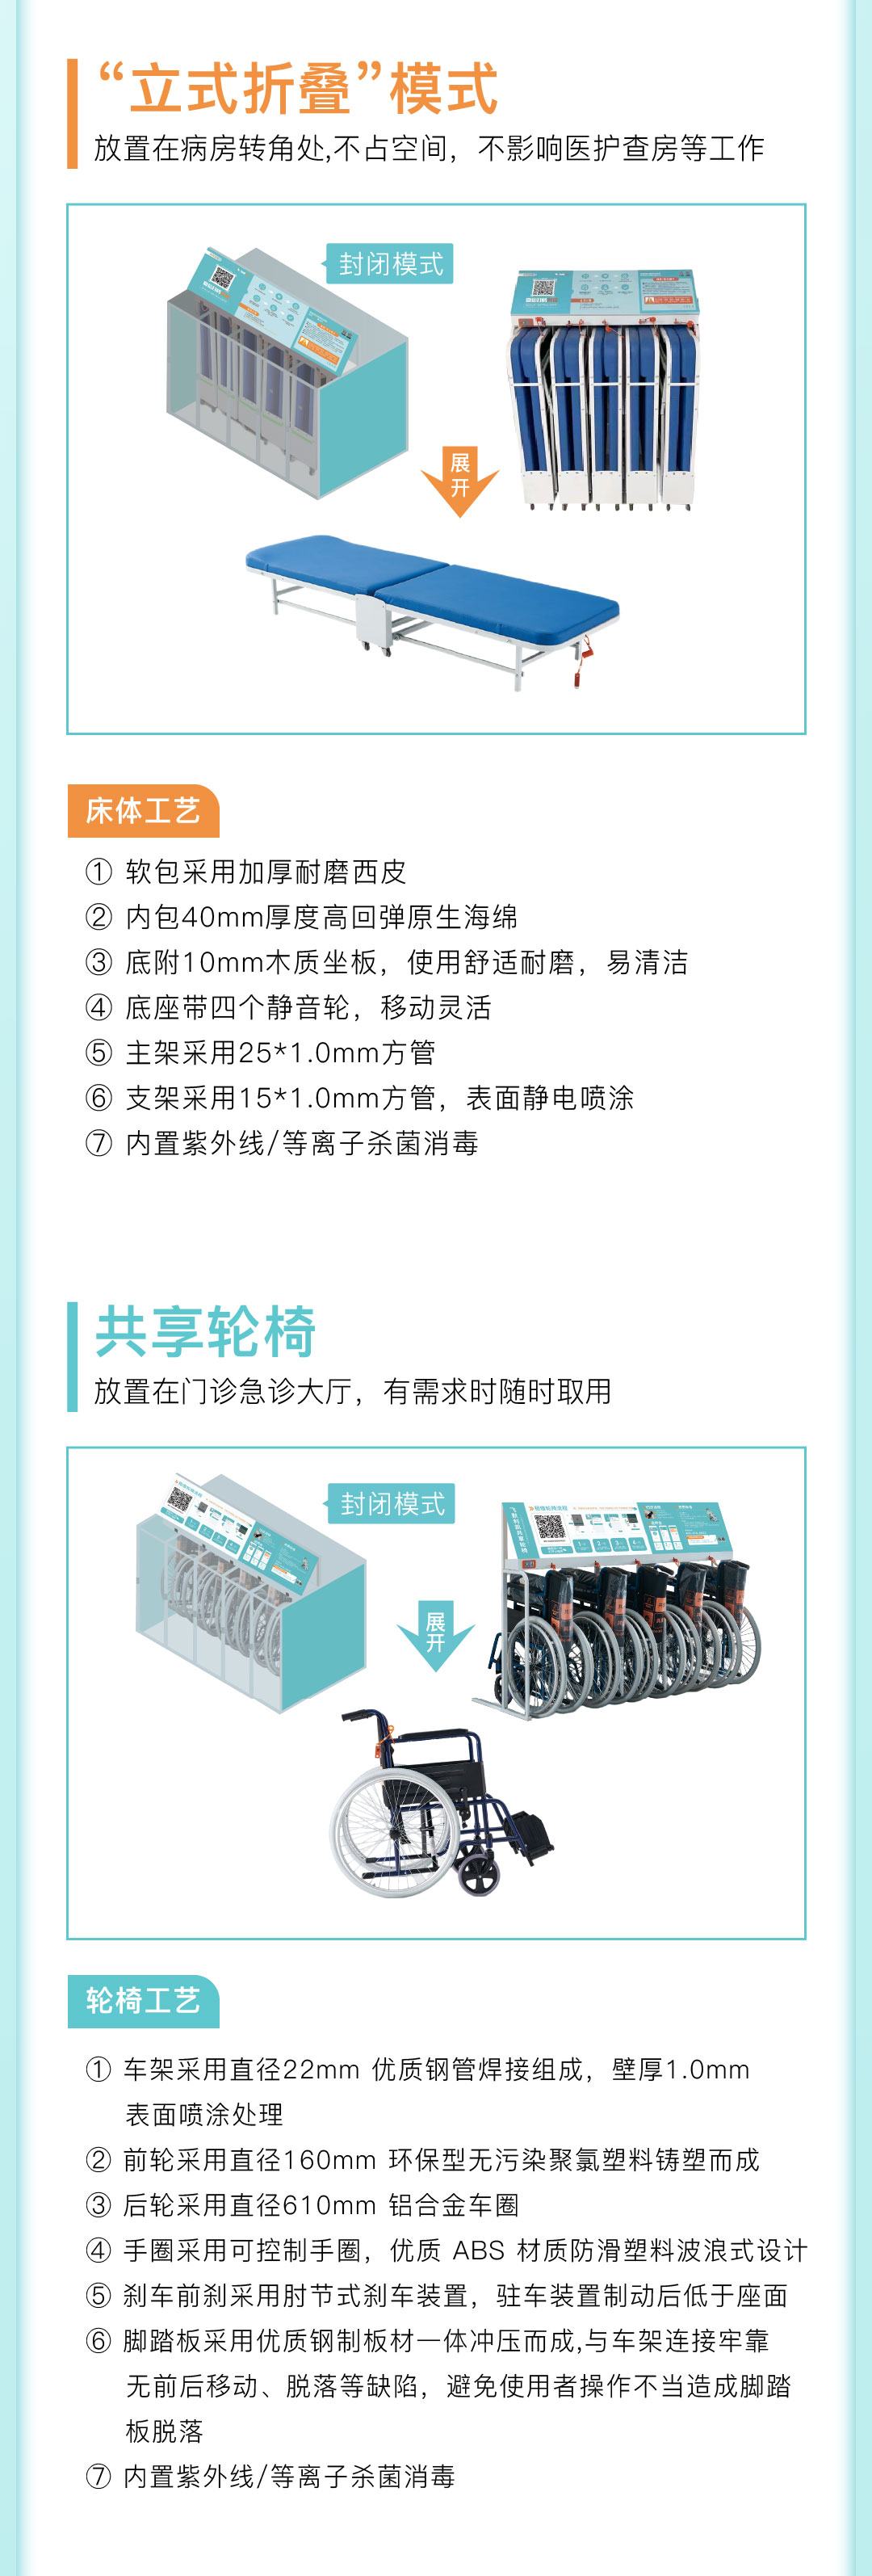 “立式折叠”模式
放置在病房转角处,不占空间，不影响医护查房等工作
封闭模式
展开
床体工艺
① 软包采用加厚耐磨西皮
② 内包40mm厚度高回弹原生海绵
③ 底附10mm木质坐板，使用舒适耐磨，易清洁
④ 底座带四个静音轮，移动灵活
⑤ 主架采用25*1.0mm方管
⑥ 支架采用15*1.0mm方管，表面静电喷涂
⑦ 内置紫外线/等离子杀菌消毒
共享轮椅
放置在门诊急诊大厅，有需求时随时取用
封闭模式
展开
轮椅工艺
① 车架采用直径22mm 优质钢管焊接组成，壁厚1.0mm
表面喷涂处理
② 前轮采用直径160mm 环保型无污染聚氯塑料铸塑而成
③ 后轮采用直径610mm 铝合金车圈
④ 手圈采用可控制手圈，优质 ABS 材质防滑塑料波浪式设计
⑤ 刹车前刹采用肘节式刹车装置，驻车装置制动后低于座面
⑥ 脚踏板采用优质钢制板材一体冲压而成,与车架连接牢靠
无前后移动、脱落等缺陷，避免使用者操作不当造成脚踏
板脱落
⑦ 内置紫外线/等离子杀菌消毒